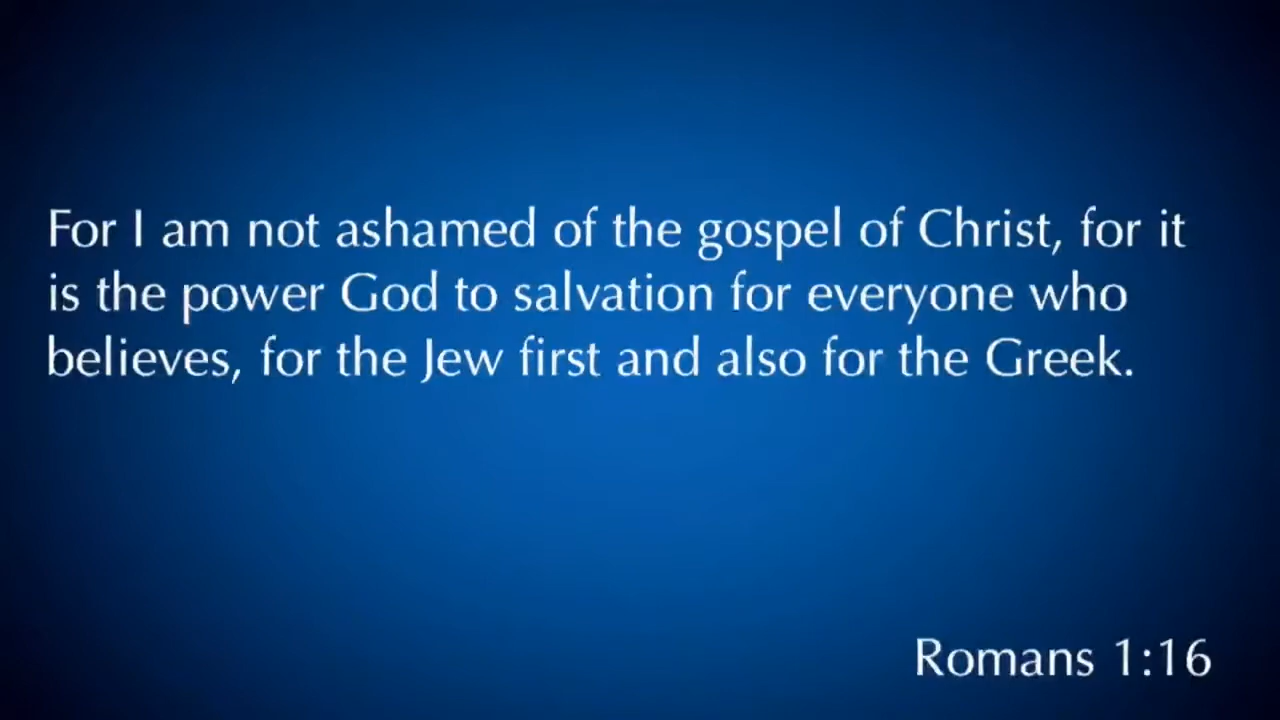 For I am not ashamed of the gospel of Christ, for it
is the power God to salvation for everyone who
believes, for the Jew first and also for the Greek.
Romans 1:16